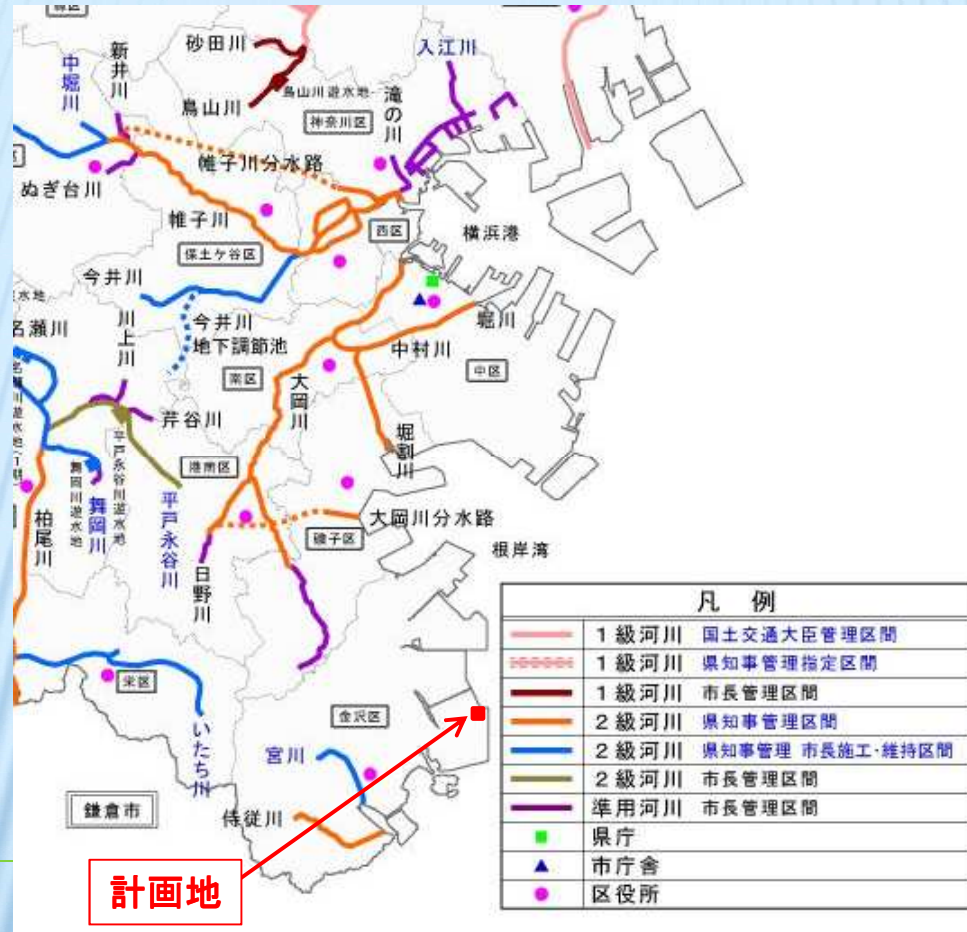 砂田川
鳥山川
鳥山川遊水地
新井川
中堀川
入江川
滝の川
神奈川区
帷子川分水路
ぬぎ台川
帷子川
保土ケ谷区
西区
横浜港
今井川
今井川
地下調節池
名瀬川
川上川
堀川
中村川
中区
南区
大岡川
芹谷川
堀割川
港南区
平戸永谷川遊水地
舞岡川遊水地
舞岡川
平戸永谷川
柏尾川
日野川
大岡川分水路
磯子区
根岸湾
栄区
いたち川
金沢区
宮川
侍従川
鎌倉市
計画地
凡 例
1級河川 国土交通大臣管理区間
1級河川 県知事管理指定区間
1級河川 市長管理区間
2級河川 県知事管理区間
2級河川 県知事管理 市長施工・維持区間
2級河川 市長管理区間
準用河川 市長管理区間
県庁
市庁舎
区役所